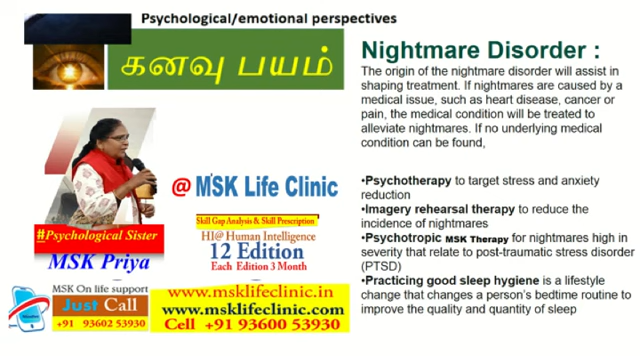 Psychological/emotional perspectives
கனவு பயம்
@ MSK Life Clinic
Skill Gap Analysis & Skill Prescription
HI@ Human Intelligence
12 Edition
Each Edition 3 Month
#Psychological Sister
MSK Priya
MSK On life support
Just Call
+91 93602 53930
www.msklifeclinic.in
www.msklifeclinic.com
Cell +91 93600 53930
Nightmare Disorder :
The origin of the nightmare disorder will assist in
shaping treatment. If nightmares are caused by a
medical issue, such as heart disease, cancer or
pain, the medical condition will be treated to
alleviate nightmares. If no underlying medical
condition can be found,
•Psychotherapy to target stress and anxiety
reduction
•Imagery rehearsal therapy to reduce the
incidence of nightmares
•Psychotropic MSK Therapy for nightmares high in
severity that relate to post-traumatic stress disorder
(PTSD)
•Practicing good sleep hygiene is a lifestyle
change that changes a person's bedtime routine to
improve the quality and quantity of sleep